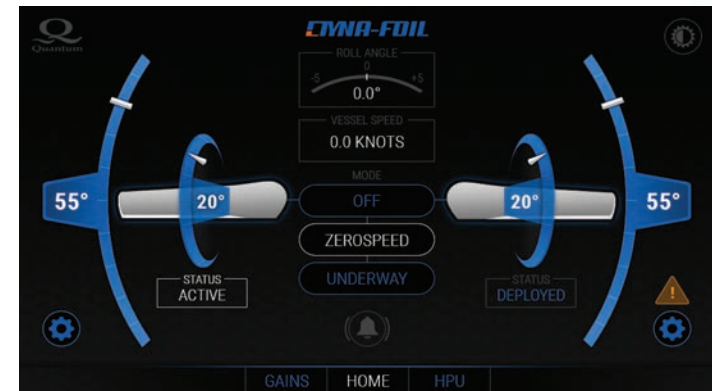 Quantum
DYNA-FOIL
ROLL ANGLE
0
-5 +5
0.0°
VESSEL SPEED
0.0 KNOTS
MODE
OFF
ZEROSPEED
UNDERWAY
55°
20°
STATUS
ACTIVE
20°
55°
STATUS
DEPLOYED
GAINS HOME HPU